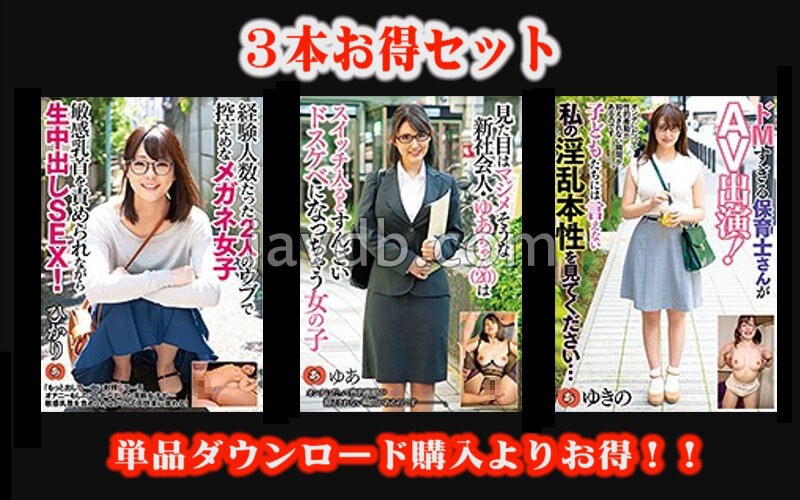 3本お得セット
経験人数たった2人のウブで
控えめなメガネ女子
敏感乳首を責められながら
生中出しSEX!
ひかり
見た目はマジメそうな
新社会人、ゆあちゃん(20)は
スイッチ入るとすんごい
ドスケベになっちゃう女の子
ゆあ
ドMすぎる保育士さんが
AV出演!
子どもたちには言えない
私の淫乱本性を見てください…
ゆきの
javdb.com
単品ダウンロード購入よりお得!!